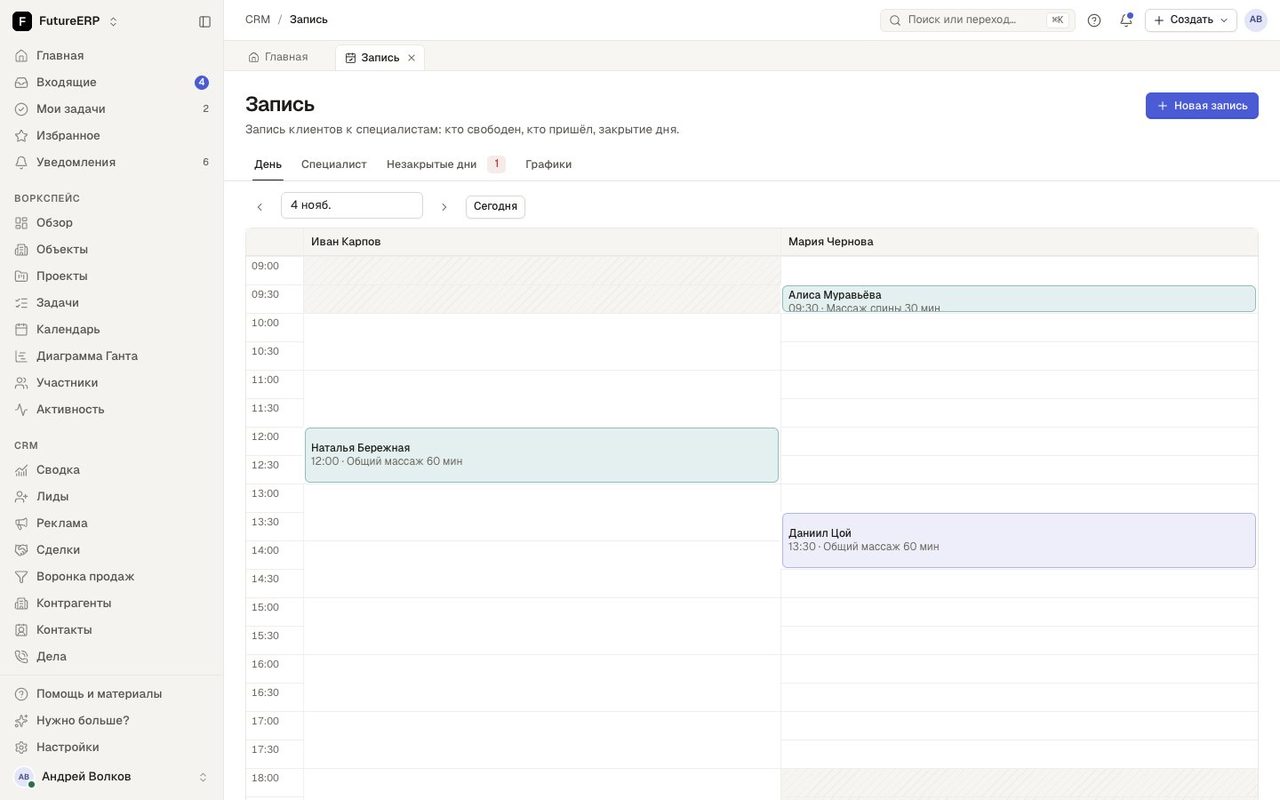 FutureERP
CRM / Запись
Поиск или переход...
⌘K
Создать
АВ
Главная
Запись
Главная
Входящие 4
Мои задачи 2
Избранное
Уведомления 6
ВОРКСПЕЙС
Обзор
Объекты
Проекты
Задачи
Календарь
Диаграмма Ганта
Участники
Активность
CRM
Сводка
Лиды
Реклама
Сделки
Воронка продаж
Контрагенты
Контакты
Дела
Помощь и материалы
Нужно больше?
Настройки
АВ Андрей Волков
Запись
Запись клиентов к специалистам: кто свободен, кто пришёл, закрытие дня.
Новая запись
День Специалист Незакрытые дни 1 Графики
4 нояб.
Сегодня
Иван Карпов Мария Чернова
09:00
09:30
Алиса Муравьёва
09:30 · Массаж спины 30 мин
10:00
10:30
11:00
11:30
12:00
Наталья Бережная
12:00 · Общий массаж 60 мин
12:30
13:00
13:30
Даниил Цой
13:30 · Общий массаж 60 мин
14:00
14:30
15:00
15:30
16:00
16:30
17:00
17:30
18:00